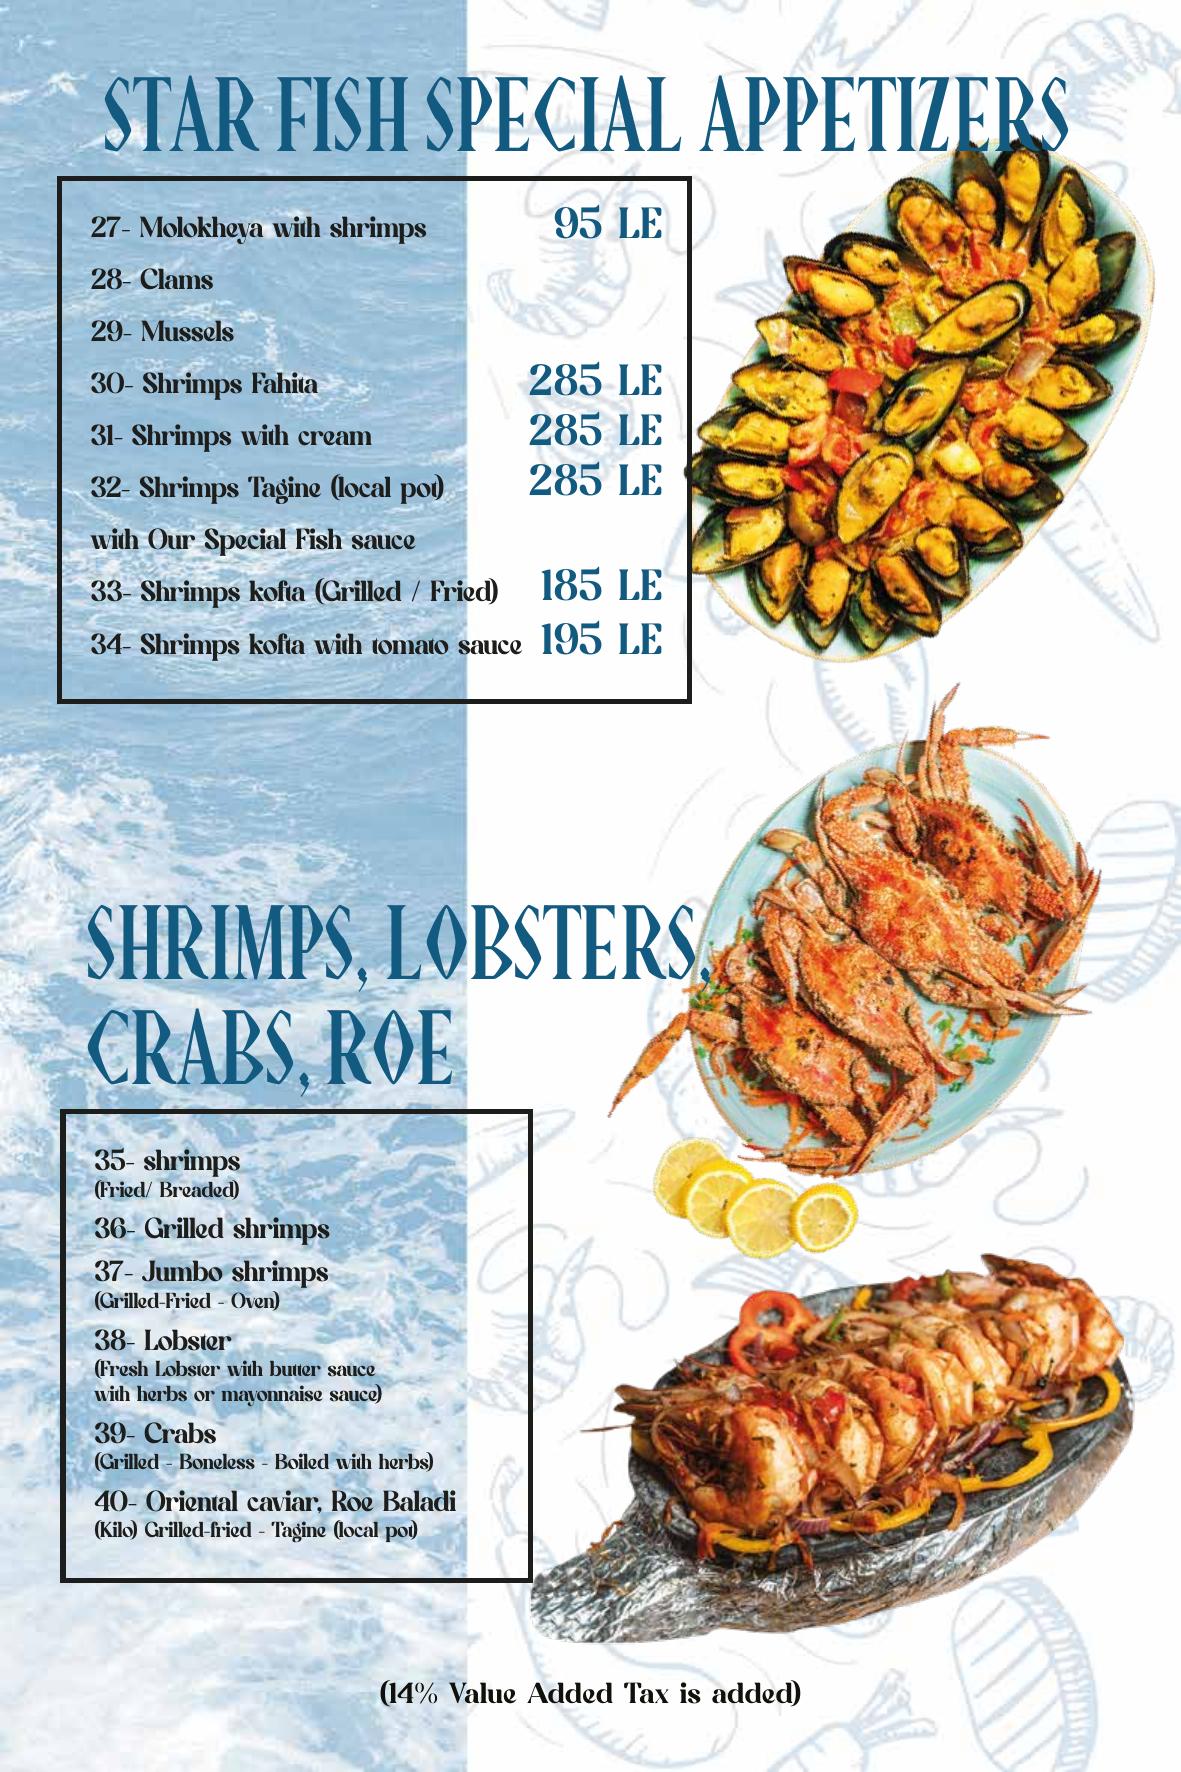 STAR FISH SPECIAL APPETIZERS
27- Molokheya with shrimps 95 LE
28- Clams
29- Mussels
30- Shrimps Fahita 285 LE
31- Shrimps with cream 285 LE
32- Shrimps Tagine (local pot) 285 LE
with Our Special Fish sauce
33- Shrimps kofta (Grilled / Fried) 185 LE
34- Shrimps kofta with tomato sauce 195 LE
SHRIMPS, LOBSTERS,
CRABS, ROE
35- shrimps
(Fried/ Breaded)
36- Grilled shrimps
37- Jumbo shrimps
(Grilled-Fried - Oven)
38- Lobster
(Fresh Lobster with butter sauce
with herbs or mayonnaise sauce)
39- Crabs
(Grilled - Boneless - Boiled with herbs)
40- Oriental caviar, Roe Baladi
(Kilo) Grilled-fried - Tagine (local pot)
(14% Value Added Tax is added)